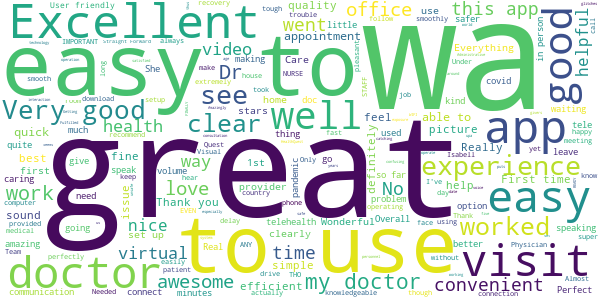 Excellent
easy to
wa
great
to use
visit
doctor
Very good
well
app
easy
good
experience
worked
convenient
my doctor
see
clear
this app
office
video
Dr
went
health
virtual
awesome
nice
love
way
time
work
caring
No
helpful
quality
appointment
Care
Everything
in person
use
safer
little
tough
User friendly
recovery
IMPORTANT
Straight Forward
always
smoothly
trouble
making
She
smooth
make
NURSE
house
home
doc
took
extremely
stars
covid
kind
Under
waiting
quick
quite
much
setup
download
recommend
feel
able to
used
picture
Really
yet
leave
tele
happy
meeting
thing
best
fine
speak
keep
give
first
need
issue
volume
1st
Quest
Visual
hear
pandemic
Only
go
fast
definitely
so far
help
I've
day
First time
Isabell
know
provider
country
phone
Thank you
problem
operating
option
sound
provided
medical
going
set up
delay
telehealth
Wonderful
Overall
face
using
Thank
speaking
super
clearly
better
Physician
amazing
Team
perfectly
Real
ANY
simple
drive
THO
without
Almost
Perfect
communication
Needed
connect
easily
patient
minutes
efficient
actually
knowledgeable
personal
though
connection
computer
job
call
STAFF
pleasant
follow